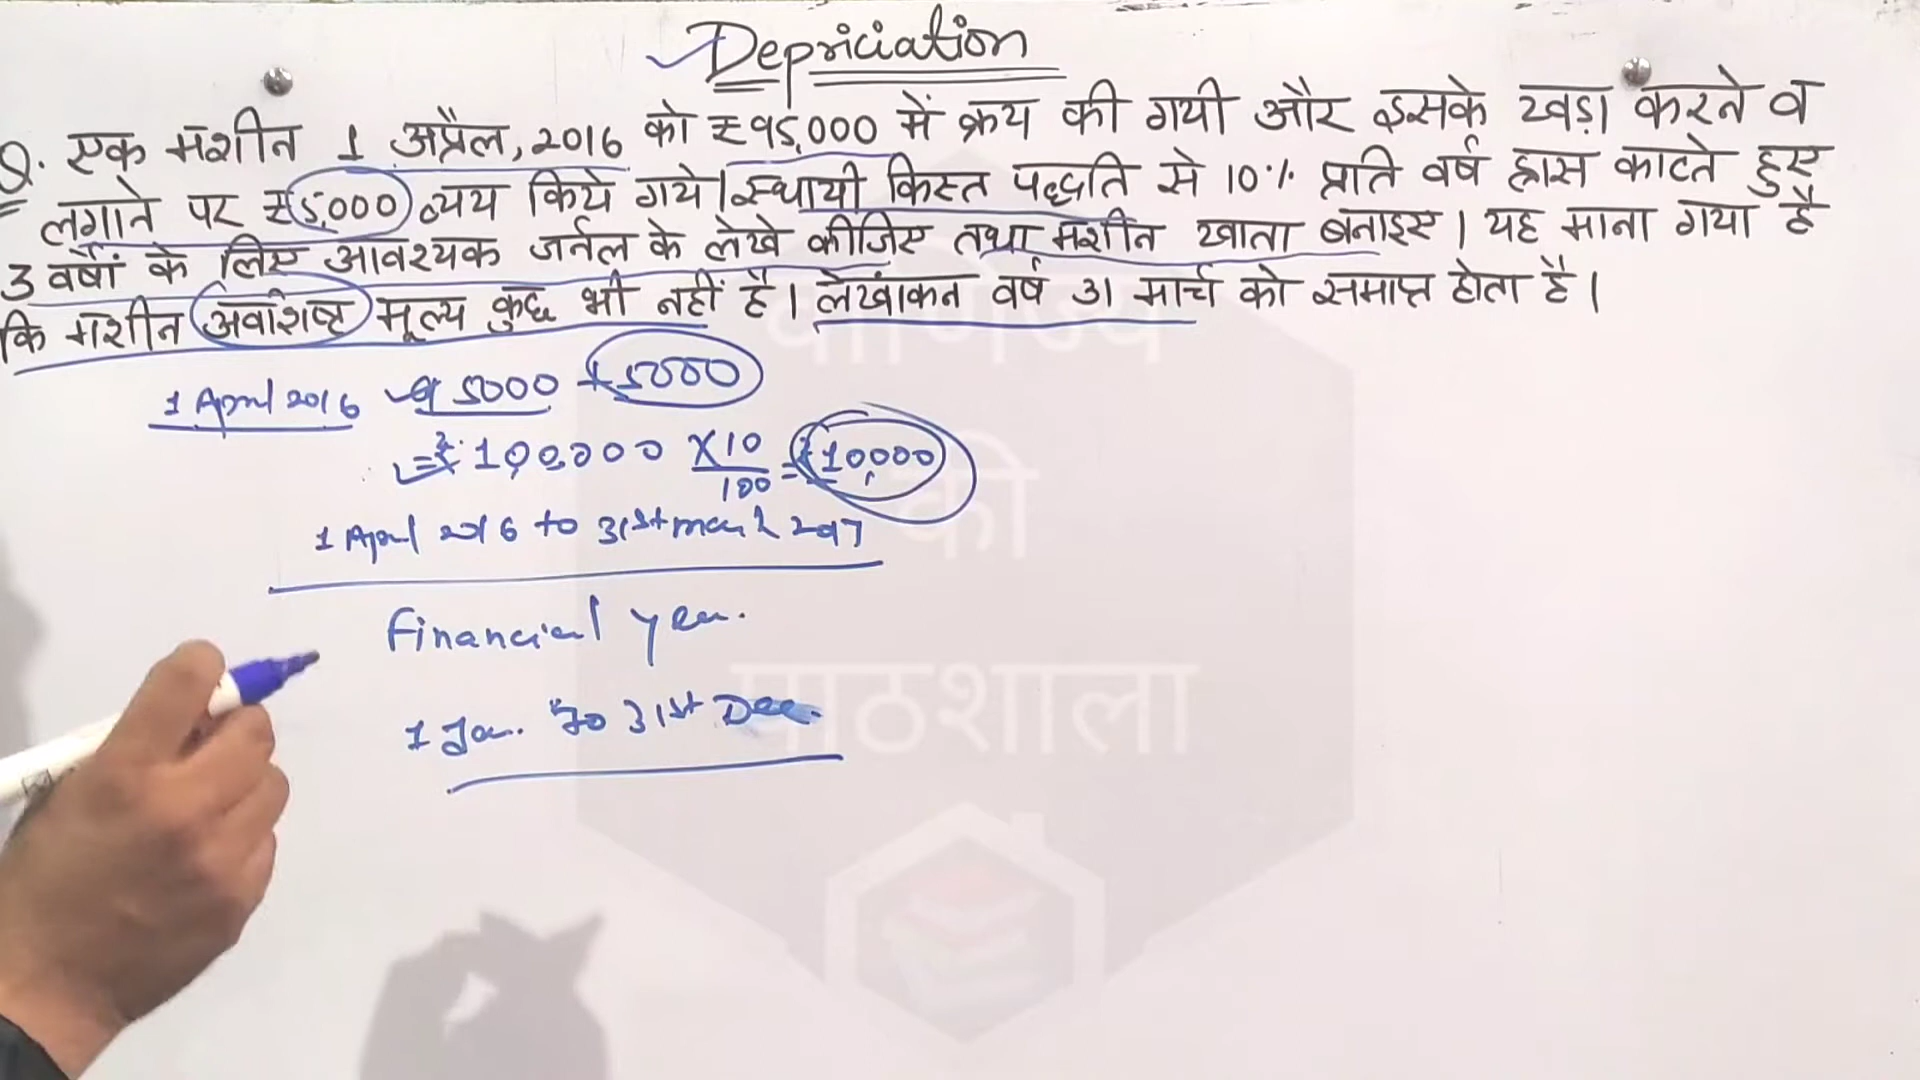 Depriciation
Q. एक मशीन 1 अप्रैल, 2016 को ₹95,000 में क्रय की गयी और इसके खड़ा करने व
लगाने पर ₹5,000 व्यय किये गये। स्थायी किस्त पद्धति से 10% प्रति वर्ष ह्रास काटते हुए
3 वर्षों के लिए आवश्यक जर्नल के लेखे कीजिए तथा मशीन खाता बनाइए। यह माना गया है
कि मशीन अवशिष्ट मूल्य कुछ भी नहीं है। लेखांकन वर्ष 31 मार्च को समाप्त होता है।
1 April 2016 95000 + 5000
= ₹ 100,000 × 10/100 = ₹10,000
1 April 2016 to 31st march 2017
Financial year.
1 Jan. to 31st Dec.
वाणिज्य
की
पाठशाला